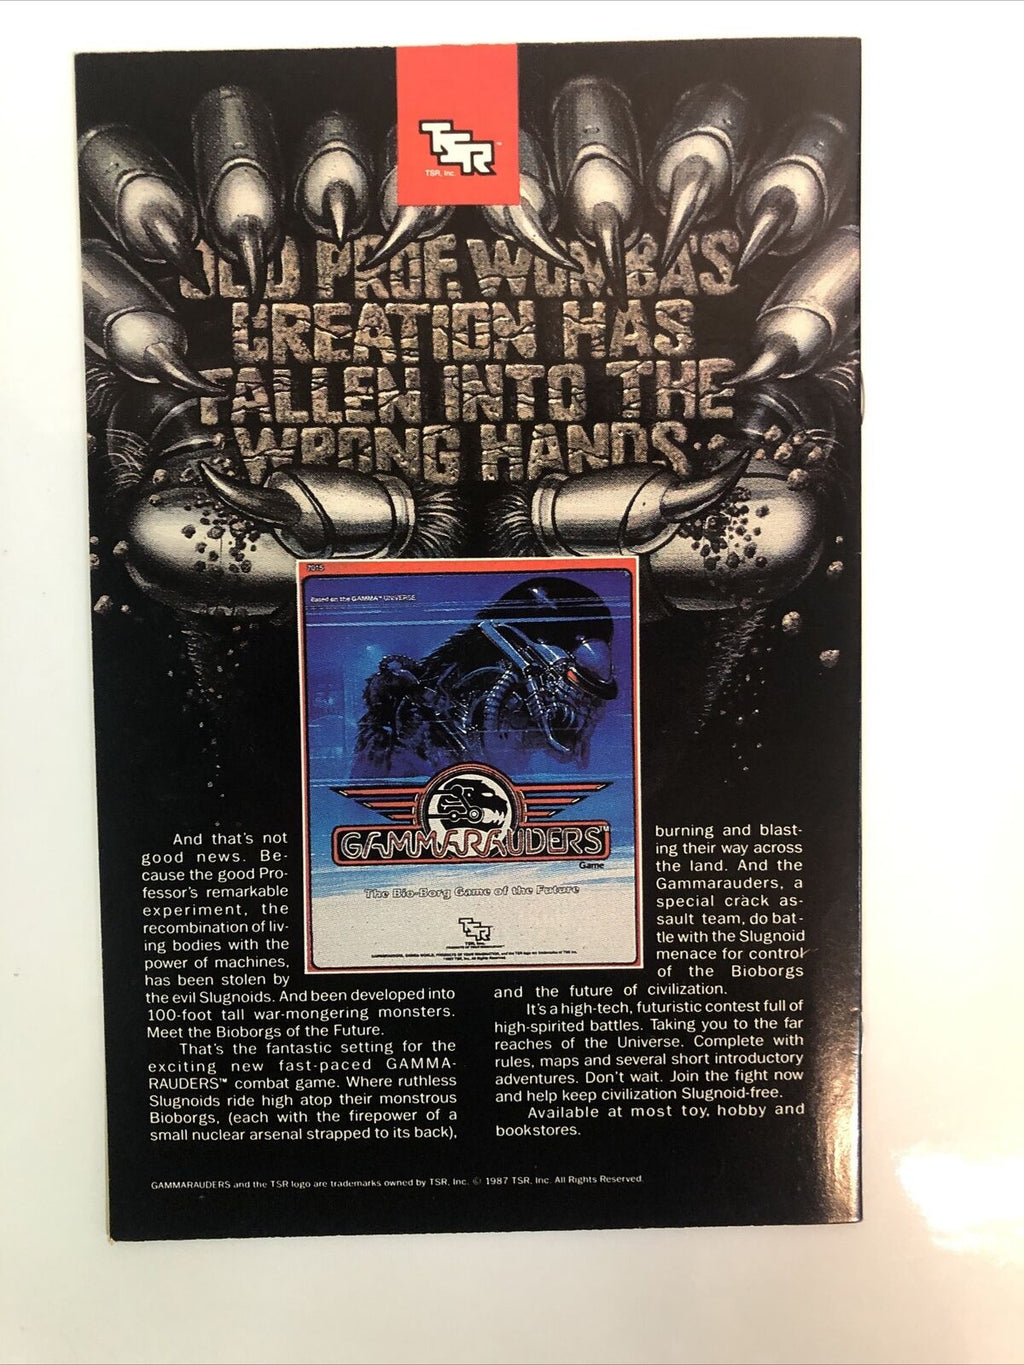 TSR™
TSR, Inc.
OLD PROF. WOMBA'S
CREATION HAS
FALLEN INTO THE
WRONG HANDS.
7015
Based on the GAMMA™ UNIVERSE
GAMMARAUDERS™
Game
The Bio-Borg Game of the Future
TSR
TSR, Inc.
PRODUCTS OF YOUR IMAGINATION™
And that's not
good news. Be-
cause the good Pro-
fessor's remarkable
experiment, the
recombination of liv-
ing bodies with the
power of machines,
has been stolen by
the evil Slugnoids. And been developed into
100-foot tall war-mongering monsters.
Meet the Bioborgs of the Future.
That's the fantastic setting for the
exciting new fast-paced GAMMA-
RAUDERS™ combat game. Where ruthless
Slugnoids ride high atop their monstrous
Bioborgs, (each with the firepower of a
small nuclear arsenal strapped to its back),
burning and blast-
ing their way across
the land. And the
Gammarauders, a
special crack as-
sault team, do bat-
tle with the Slugnoid
menace for control
of the Bioborgs
and the future of civilization.
It's a high-tech, futuristic contest full of
high-spirited battles. Taking you to the far
reaches of the Universe. Complete with
rules, maps and several short introductory
adventures. Don't wait. Join the fight now
and help keep civilization Slugnoid-free.
Available at most toy, hobby and
bookstores.
GAMMARAUDERS and the TSR logo are trademarks owned by TSR, Inc. © 1987 TSR, Inc. All Rights Reserved.